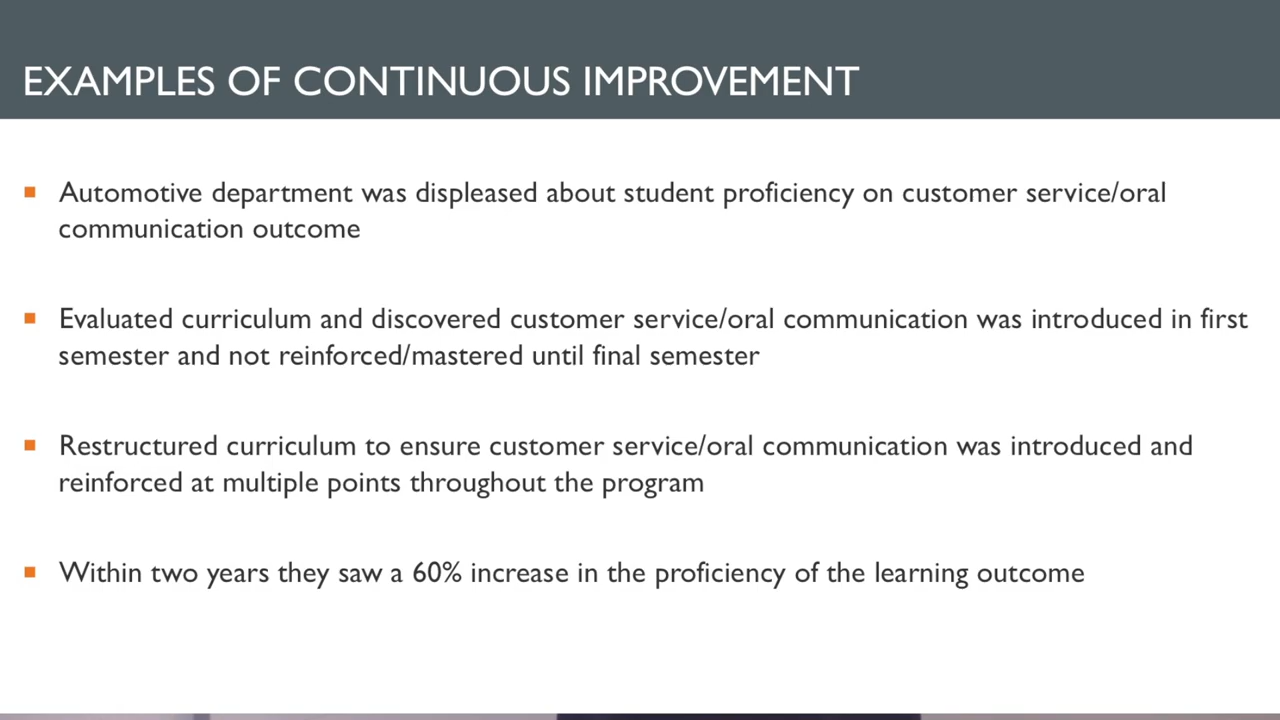 EXAMPLES OF CONTINUOUS IMPROVEMENT
Automotive department was displeased about student proficiency on customer service/oral
communication outcome
Evaluated curriculum and discovered customer service/oral communication was introduced in first
semester and not reinforced/mastered until final semester
Restructured curriculum to ensure customer service/oral communication was introduced and
reinforced at multiple points throughout the program
Within two years they saw a 60% increase in the proficiency of the learning outcome